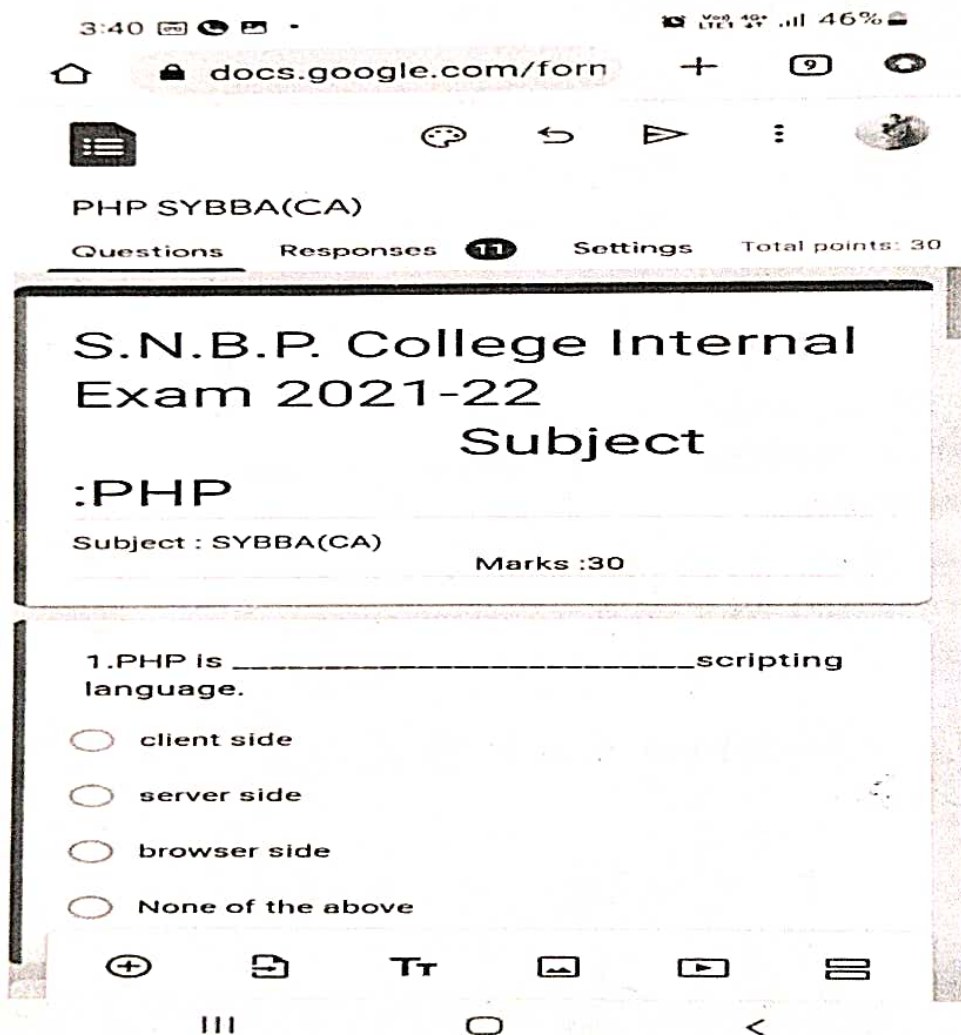 3:40
46%
docs.google.com/forn
9
PHP SYBBA(CA)
Questions Responses 11 Settings Total points: 30
S.N.B.P. College Internal
Exam 2021-22
Subject
:PHP
Subject : SYBBA(CA)
Marks :30
1.PHP is ________________________scripting
language.
client side
server side
browser side
None of the above
Tт